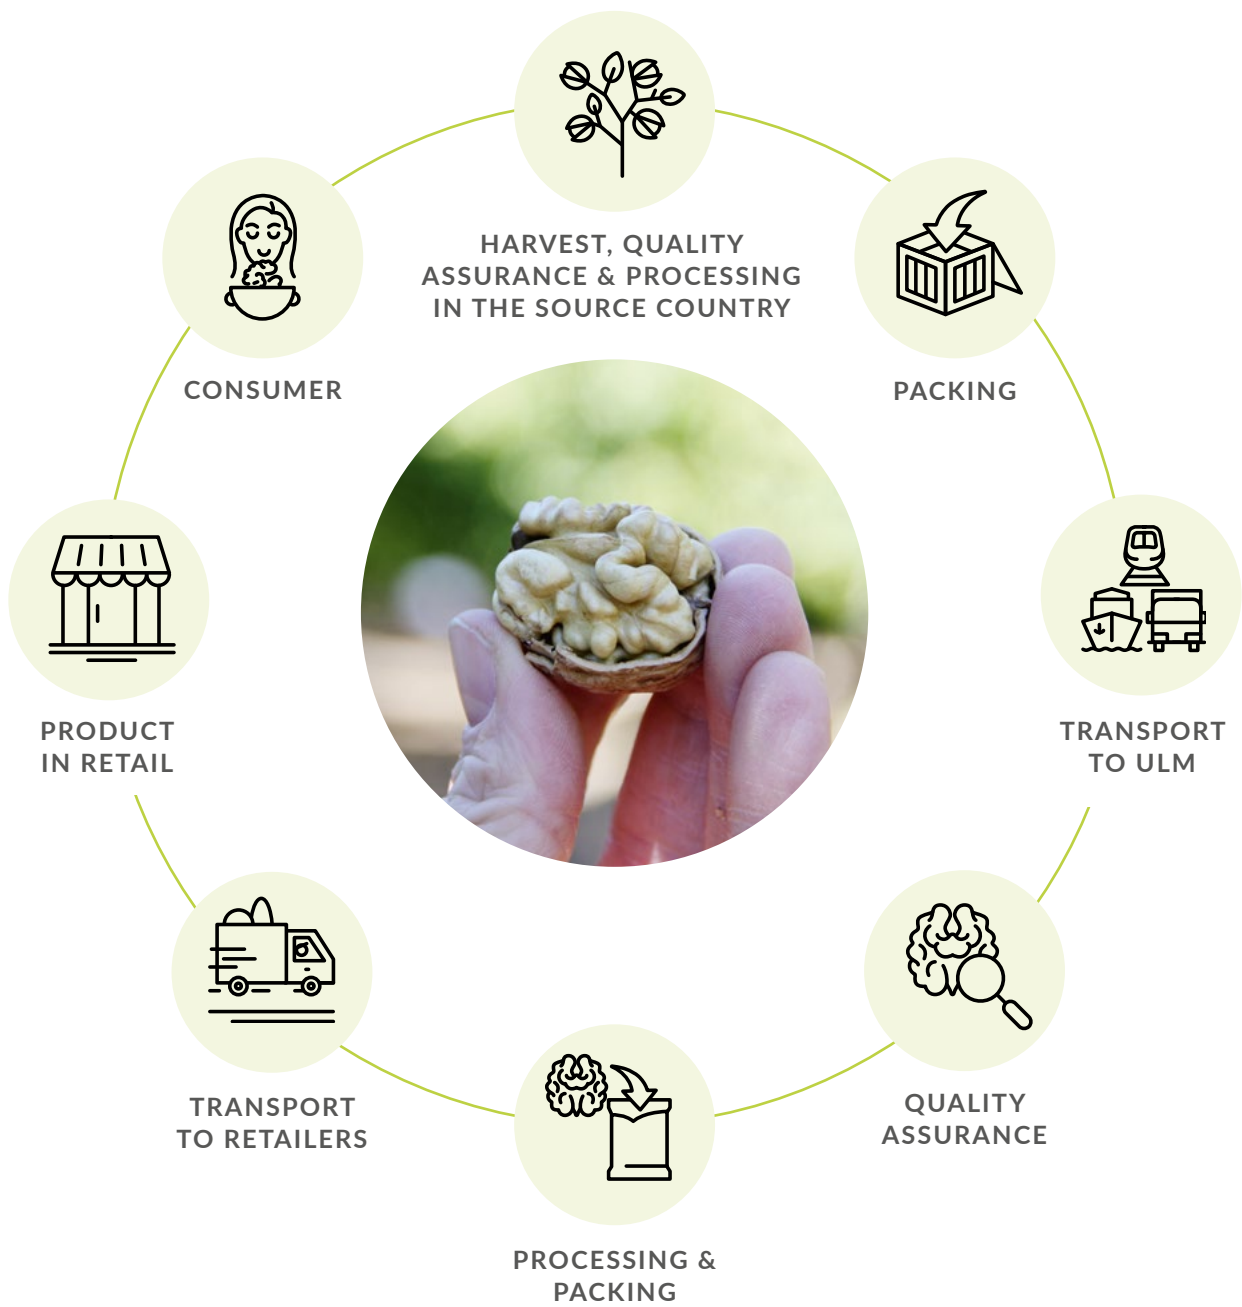 HARVEST, QUALITY
ASSURANCE & PROCESSING
IN THE SOURCE COUNTRY
PACKING
TRANSPORT
TO ULM
QUALITY
ASSURANCE
PROCESSING &
PACKING
TRANSPORT
TO RETAILERS
PRODUCT
IN RETAIL
CONSUMER